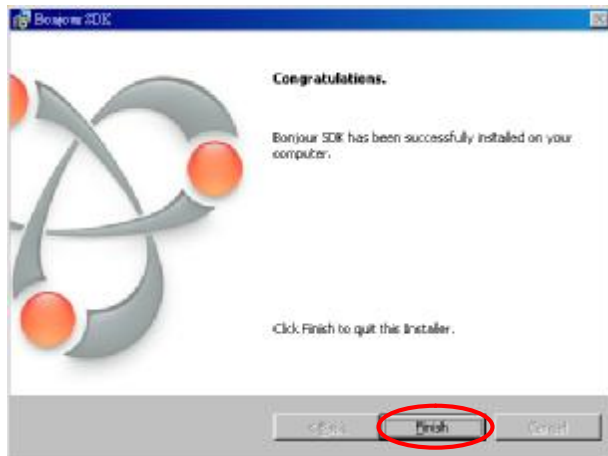 Bonjour SDK
Congratulations.
Bonjour SDK has been successfully installed on your
computer.
Click Finish to quit this Installer.
< Back
Finish
Cancel